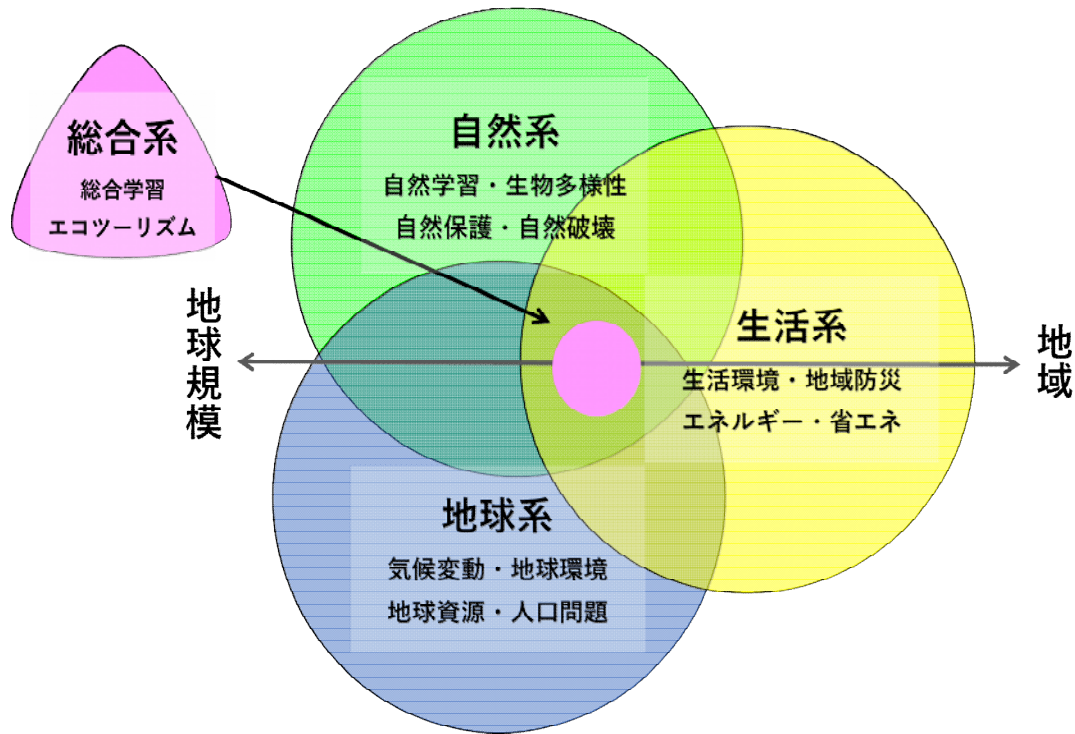 総合系
総合学習
エコツーリズム
自然系
自然学習・生物多様性
自然保護・自然破壊
地球規模
生活系
生活環境・地域防災
エネルギー・省エネ
地域
地球系
気候変動・地球環境
地球資源・人口問題